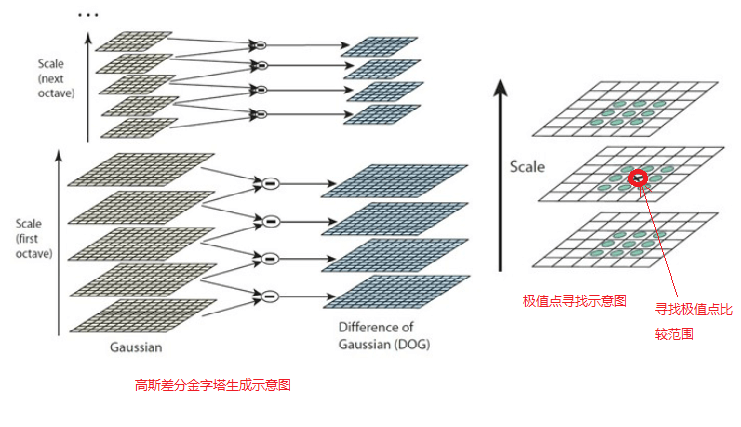 ...
Scale
(next
octave)
Scale
(first
octave)
Gaussian
Difference of
Gaussian (DOG)
高斯差分金字塔生成示意图
Scale
极值点寻找示意图
寻找极值点比
较范围